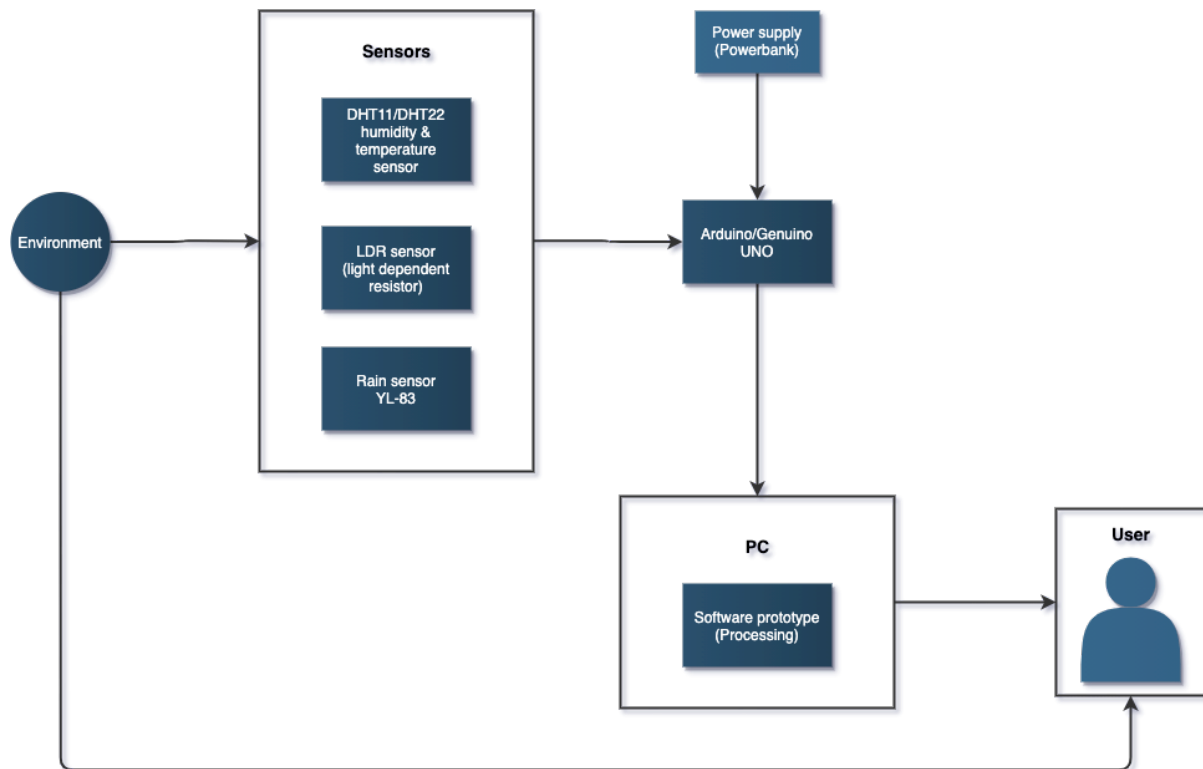 Sensors
DHT11/DHT22
humidity &
temperature
sensor
LDR sensor
(light dependent
resistor)
Rain sensor
YL-83
Environment
Power supply
(Powerbank)
Arduino/Genuino
UNO
PC
Software prototype
(Processing)
User